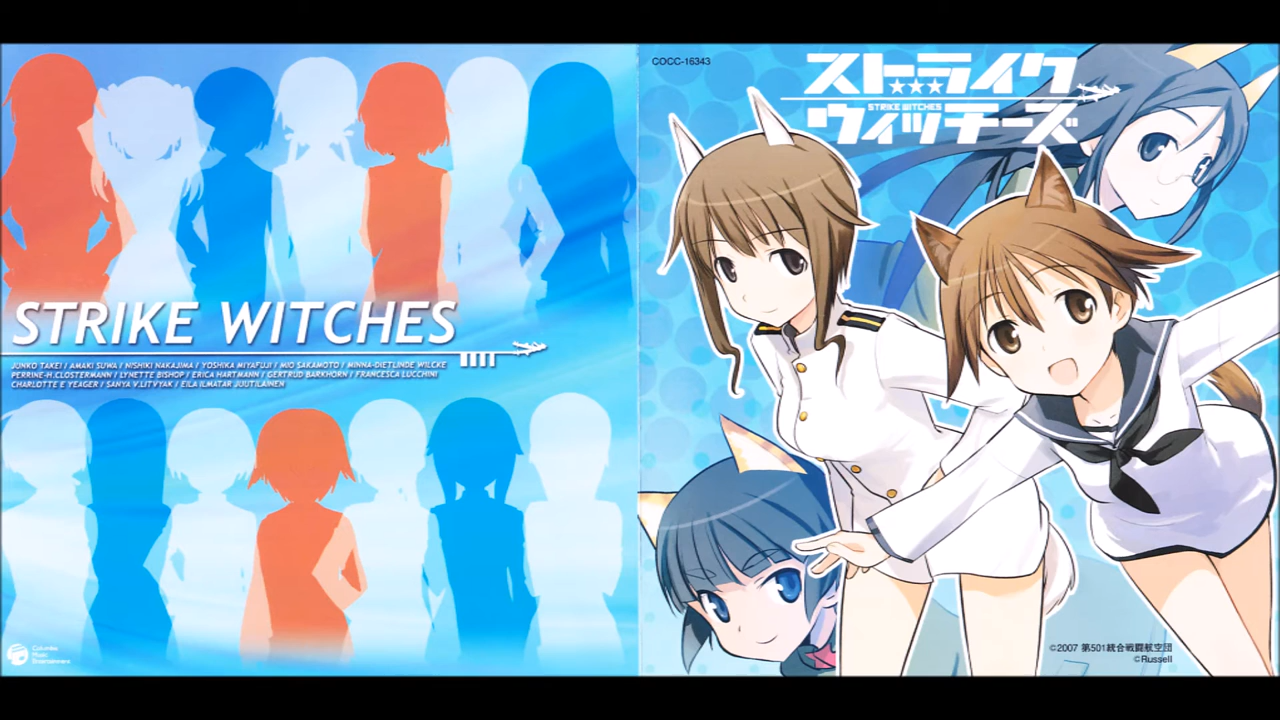 STRIKE WITCHES
JUNKO TAKEI / AMAKI SUWA / NISHIKI NAKAJIMA / YOSHIKA MIYAFUJI / MIO SAKAMOTO / MINNA-DIETLINDE WILCKE
PERRINE-H.CLOSTERMANN / LYNETTE BISHOP / ERICA HARTMANN / GERTRUD BARKHORN / FRANCESCA LUCCHINI
CHARLOTTE E YEAGER / SANYA V.LITVYAK / EILA ILMATAR JUUTILAINEN
Columbia
Music
Entertainment
COCC-16343
ストライク
STRIKE WITCHES
ウィッチーズ
©2007 第501統合戦闘航空団
©Russell